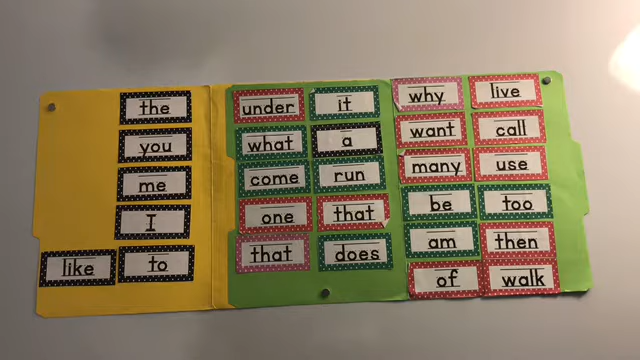 the
you
me
I
like to
under it
what a
come run
one that
that does
why live
want call
many use
be too
am then
of walk